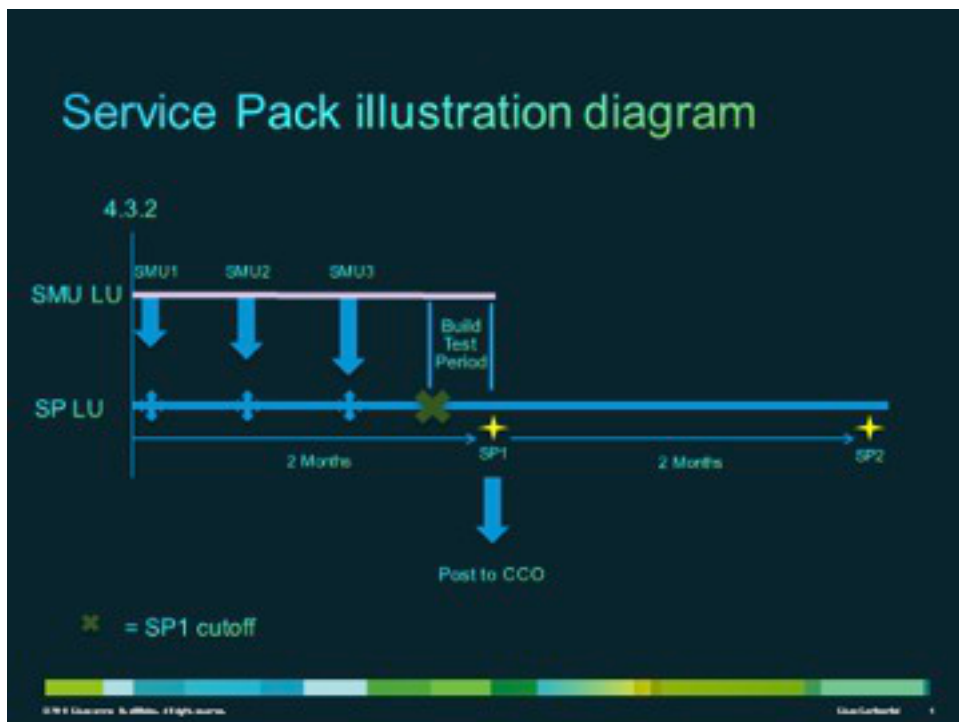 Service Pack illustration diagram
4.3.2
SMU1 SMU2 SMU3
SMU LU
Build
Test
Period
SP LU
2 Months
SP1
2 Months
SP2
Post to CCO
= SP1 cutoff